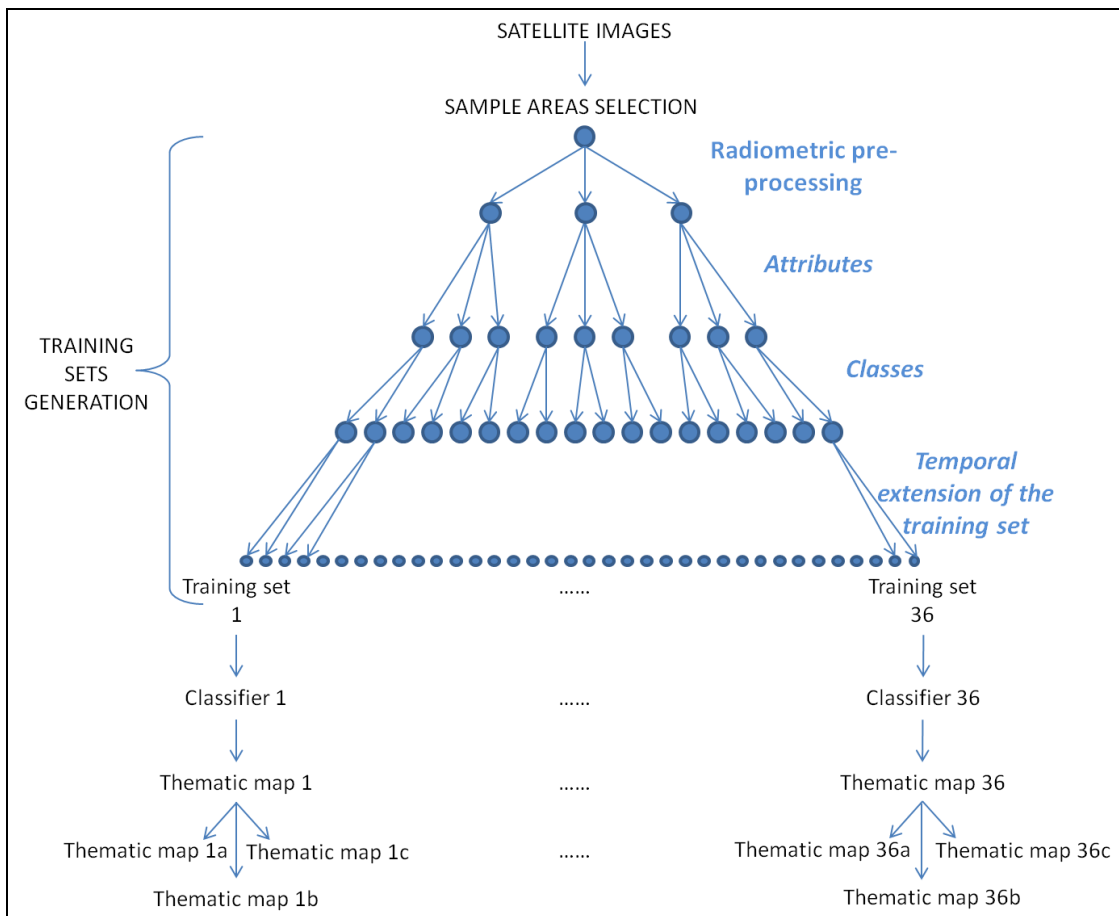 SATELLITE IMAGES
SAMPLE AREAS SELECTION
Radiometric pre-
processing
Attributes
TRAINING
SETS
GENERATION
Classes
Temporal
extension of the
training set
Training set
1
......
Training set
36
Classifier 1
......
Classifier 36
Thematic map 1
......
Thematic map 36
Thematic map 1a
Thematic map 1c
......
Thematic map 36a
Thematic map 36c
Thematic map 1b
Thematic map 36b